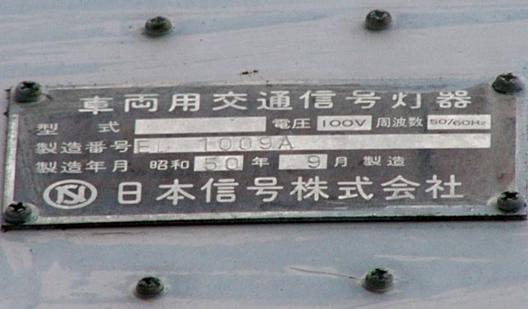 車両用交通信号灯器
型式 電圧 100V 周波数 50/60Hz
製造番号 EL 1009A
製造年月 昭和 50 年 9 月 製造
日本信号株式会社